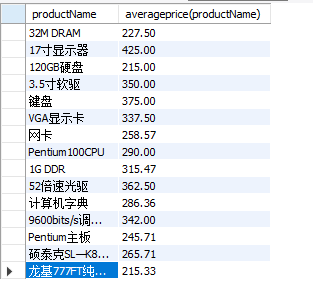 productName averageprice(productName)
32M DRAM 227.50
17寸显示器 425.00
120GB硬盘 215.00
3.5寸软驱 350.00
键盘 375.00
VGA显示卡 337.50
网卡 258.57
Pentium100CPU 290.00
1G DDR 315.47
52倍速光驱 362.50
计算机字典 286.36
9600bits/s调... 342.00
Pentium主板 245.71
硕泰克SL—K8... 265.71
龙基777FT纯... 215.33